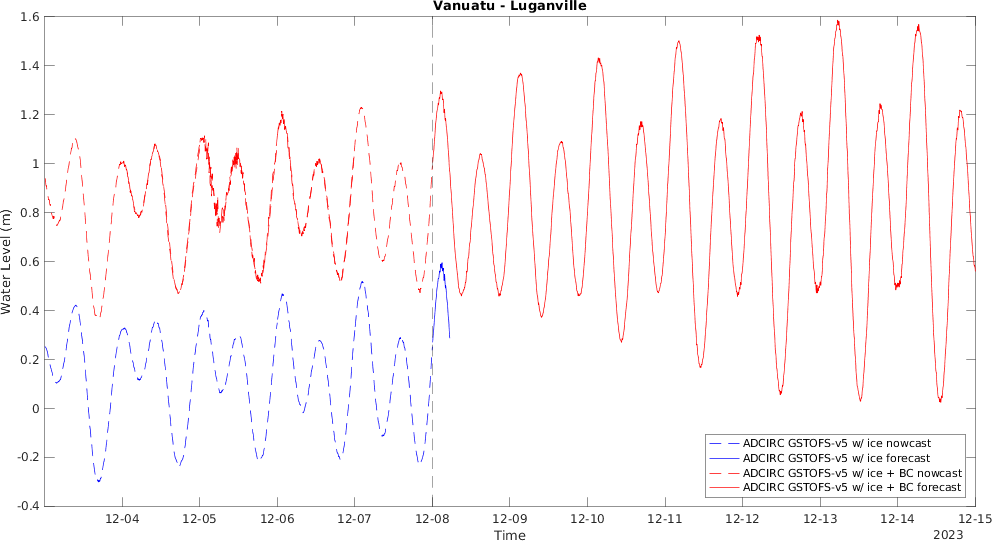 Vanuatu - Luganville
1.6
1.4
1.2
1
0.8
0.6
0.4
0.2
0
-0.2
-0.4
Water Level (m)
12-04 12-05 12-06 12-07 12-08 12-09 12-10 12-11 12-12 12-13 12-14 12-15
Time
2023
ADCIRC GSTOFS-v5 w/ ice nowcast
ADCIRC GSTOFS-v5 w/ ice forecast
ADCIRC GSTOFS-v5 w/ ice + BC nowcast
ADCIRC GSTOFS-v5 w/ ice + BC forecast